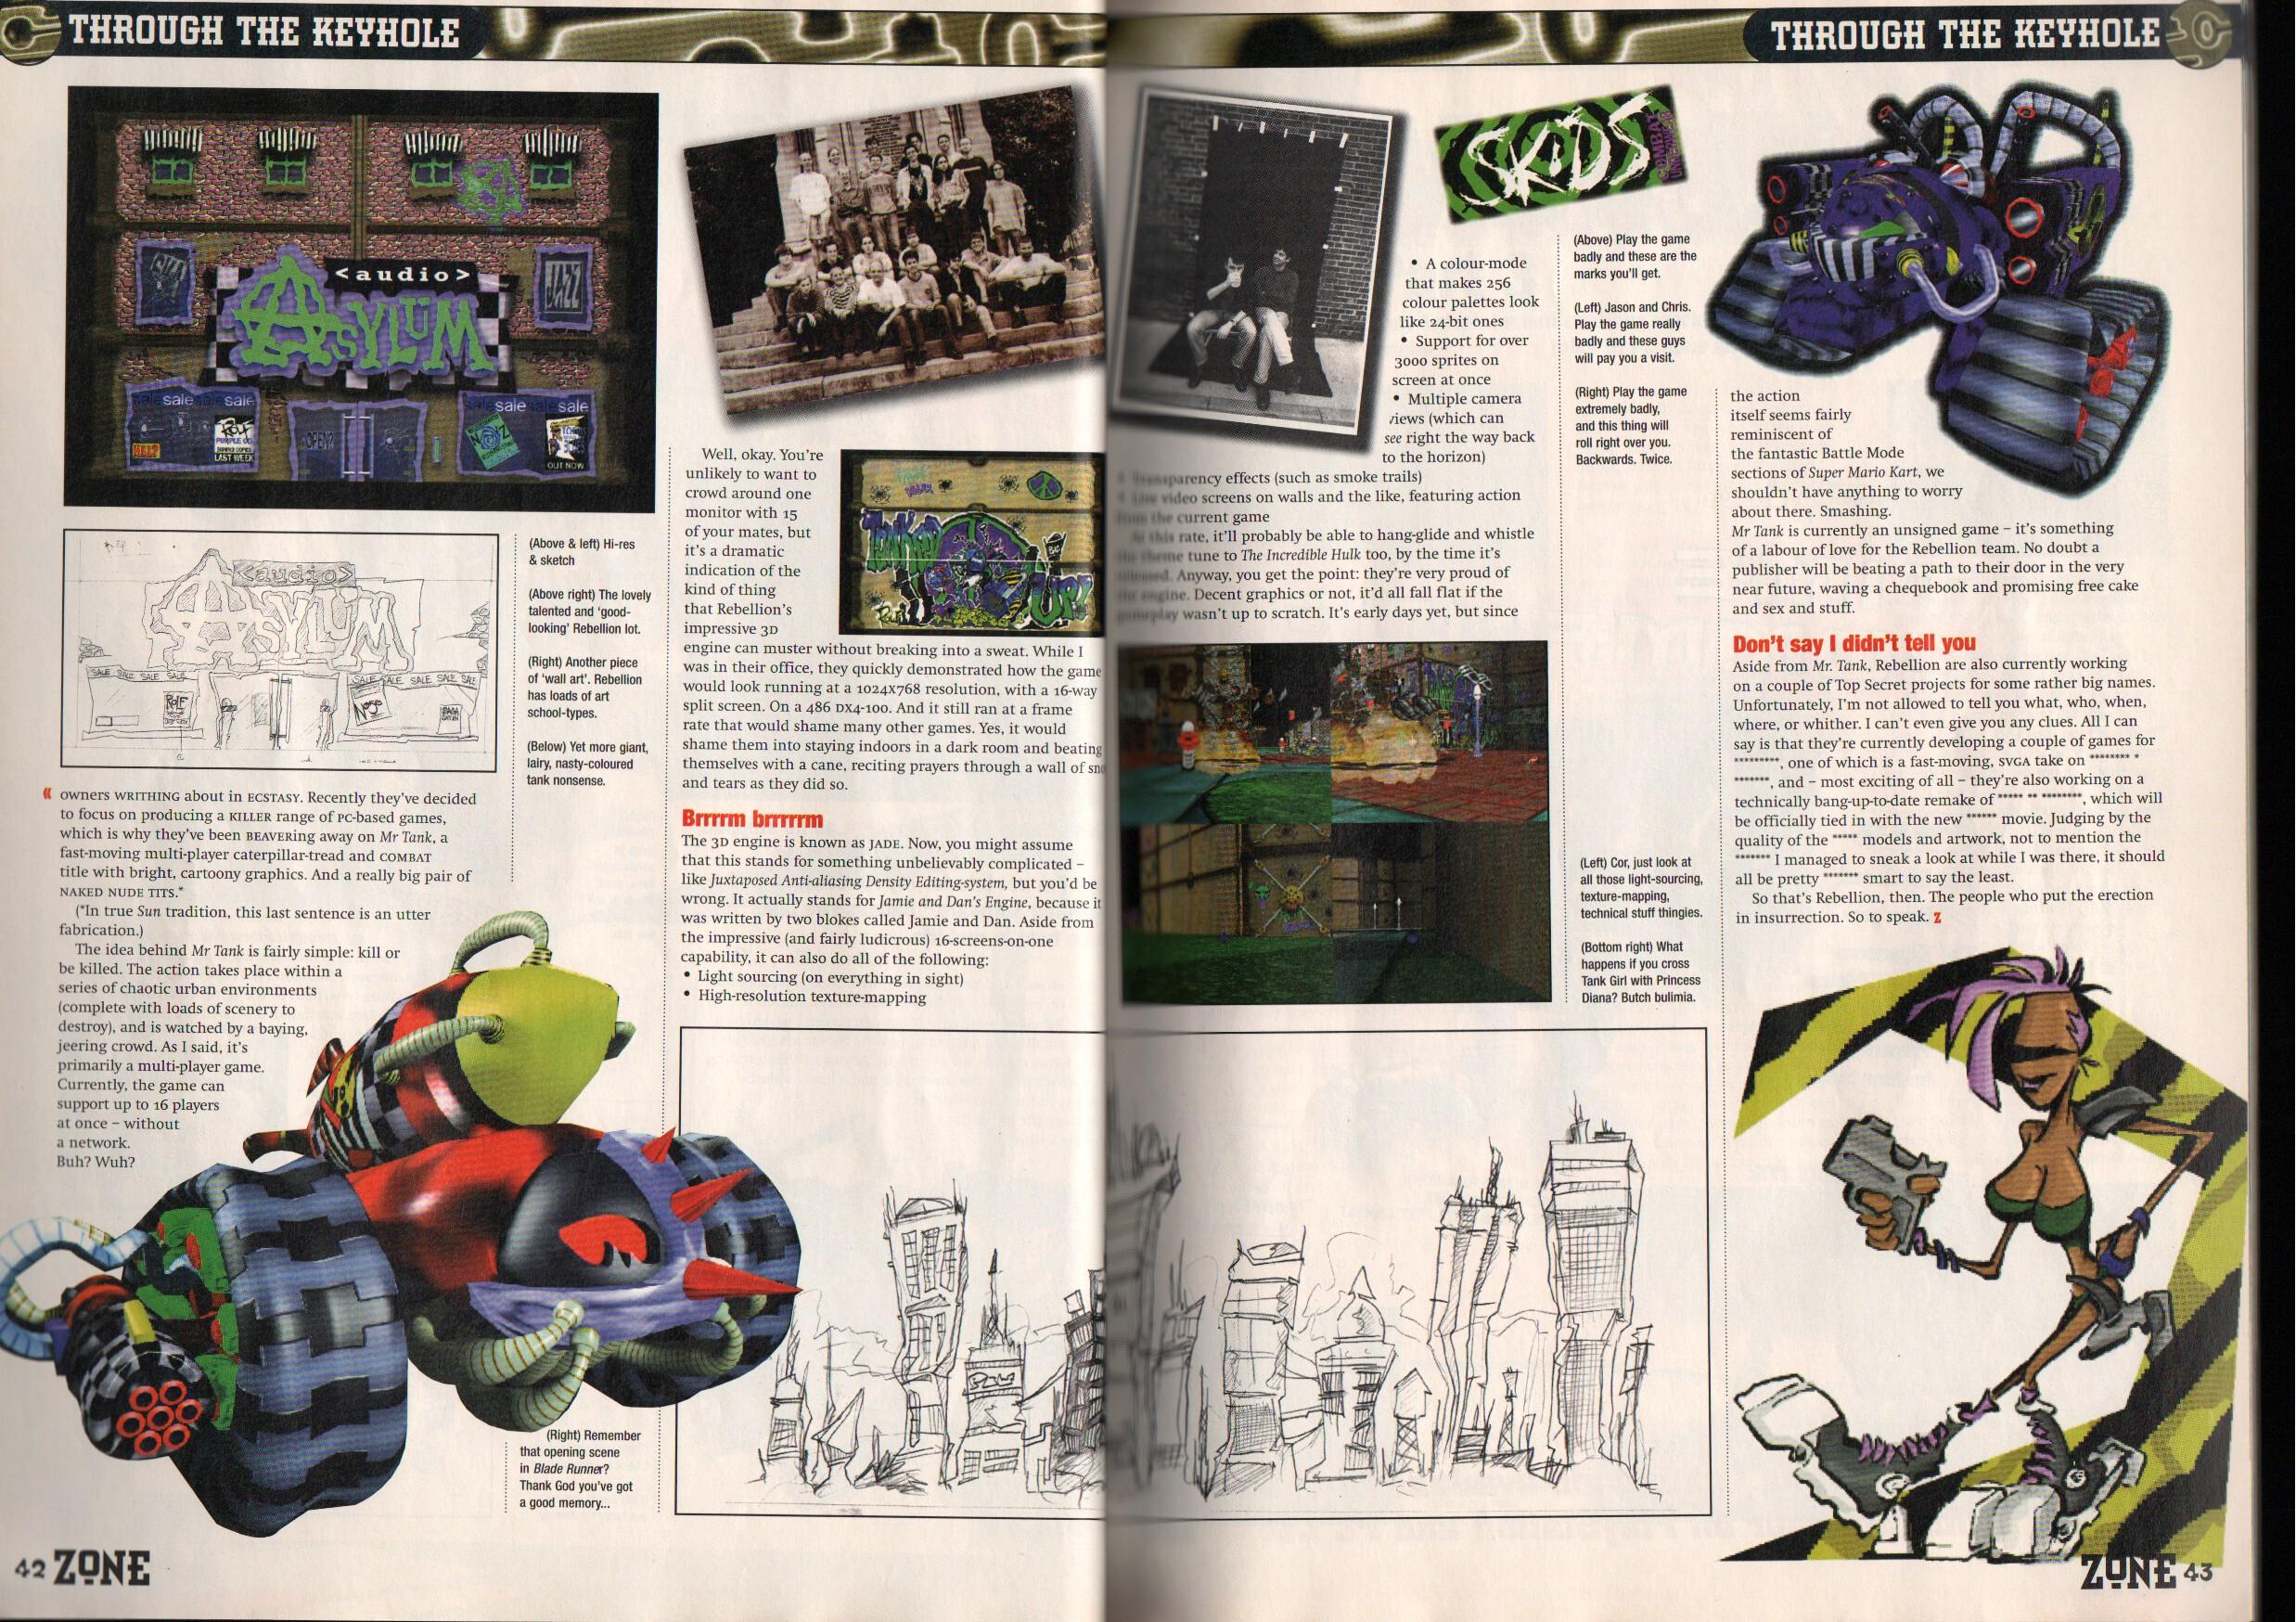 THROUGH THE KEYHOLE
<audio>
ASYLUM
JAZZ
sale sale sale
OPEN?
PURPLE
LAST WEEK
sale sale
OUT NOW
<audio>
ASYLUM
SALE SALE SALE SALE
SALE SALE SALE SALE SALE
(Above & left) Hi-res
& sketch
(Above right) The lovely
talented and ‘good-
looking’ Rebellion lot.
(Right) Another piece
of ‘wall art’. Rebellion
has loads of art
school-types.
(Below) Yet more giant,
lairy, nasty-coloured
tank nonsense.
« owners WRITHING about in ECSTASY. Recently they’ve decided
to focus on producing a KILLER range of PC-based games,
which is why they’ve been BEAVERing away on Mr Tank, a
fast-moving multi-player caterpillar-tread and COMBAT
title with bright, cartoony graphics. And a really big pair of
NAKED NUDE TITS.*
(*In true Sun tradition, this last sentence is an utter
fabrication.)
The idea behind Mr Tank is fairly simple: kill or
be killed. The action takes place within a
series of chaotic urban environments
(complete with loads of scenery to
destroy), and is watched by a baying,
jeering crowd. As I said, it’s
primarily a multi-player game.
Currently, the game can
support up to 16 players
at once – without
a network.
Buh? Wuh?
(Right) Remember
that opening scene
in Blade Runner?
Thank God you’ve got
a good memory...
Well, okay. You’re
unlikely to want to
crowd around one
monitor with 15
of your mates, but
it’s a dramatic
indication of the
kind of thing
that Rebellion’s
impressive 3D
engine can muster without breaking into a sweat. While I
was in their office, they quickly demonstrated how the game
would look running at a 1024x768 resolution, with a 16-way
split screen. On a 486 DX4-100. And it still ran at a frame
rate that would shame many other games. Yes, it would
shame them into staying indoors in a dark room and beating
themselves with a cane, reciting prayers through a wall of
and tears as they did so.
Brrrrm brrrrrm
The 3D engine is known as JADE. Now, you might assume
that this stands for something unbelievably complicated –
like Juxtaposed Anti-aliasing Density Editing-system, but you’d be
wrong. It actually stands for Jamie and Dan’s Engine, because it
was written by two blokes called Jamie and Dan. Aside from
the impressive (and fairly ludicrous) 16-screens-on-one
capability, it can also do all of the following:
• Light sourcing (on everything in sight)
• High-resolution texture-mapping
42 ZONE
THROUGH THE KEYHOLE
SKIDS
COMBAT
• A colour-mode
that makes 256
colour palettes look
like 24-bit ones
• Support for over
3000 sprites on
screen at once
• Multiple camera
views (which can
see right the way back
to the horizon)
• Transparency effects (such as smoke trails)
• Live video screens on walls and the like, featuring action
from the current game
At this rate, it’ll probably be able to hang-glide and whistle
the theme tune to The Incredible Hulk too, by the time it’s
released. Anyway, you get the point: they’re very proud of
the engine. Decent graphics or not, it’d all fall flat if the
gameplay wasn’t up to scratch. It’s early days yet, but since
(Above) Play the game
badly and these are the
marks you’ll get.
(Left) Jason and Chris.
Play the game really
badly and these guys
will pay you a visit.
(Right) Play the game
extremely badly,
and this thing will
roll right over you.
Backwards. Twice.
(Left) Cor, just look at
all those light-sourcing,
texture-mapping,
technical stuff thingies.
(Bottom right) What
happens if you cross
Tank Girl with Princess
Diana? Butch bulimia.
the action
itself seems fairly
reminiscent of
the fantastic Battle Mode
sections of Super Mario Kart, we
shouldn’t have anything to worry
about there. Smashing.
Mr Tank is currently an unsigned game – it’s something
of a labour of love for the Rebellion team. No doubt a
publisher will be beating a path to their door in the very
near future, waving a chequebook and promising free cake
and sex and stuff.
Don’t say I didn’t tell you
Aside from Mr. Tank, Rebellion are also currently working
on a couple of Top Secret projects for some rather big names.
Unfortunately, I’m not allowed to tell you what, who, when,
where, or whither. I can’t even give you any clues. All I can
say is that they’re currently developing a couple of games for
*********, one of which is a fast-moving, SVGA take on ******** *
*******, and – most exciting of all – they’re also working on a
technically bang-up-to-date remake of ***** ** ********, which will
be officially tied in with the new ****** movie. Judging by the
quality of the ***** models and artwork, not to mention the
******* I managed to sneak a look at while I was there, it should
all be pretty ******* smart to say the least.
So that’s Rebellion, then. The people who put the erection
in insurrection. So to speak. Z
ZONE 43